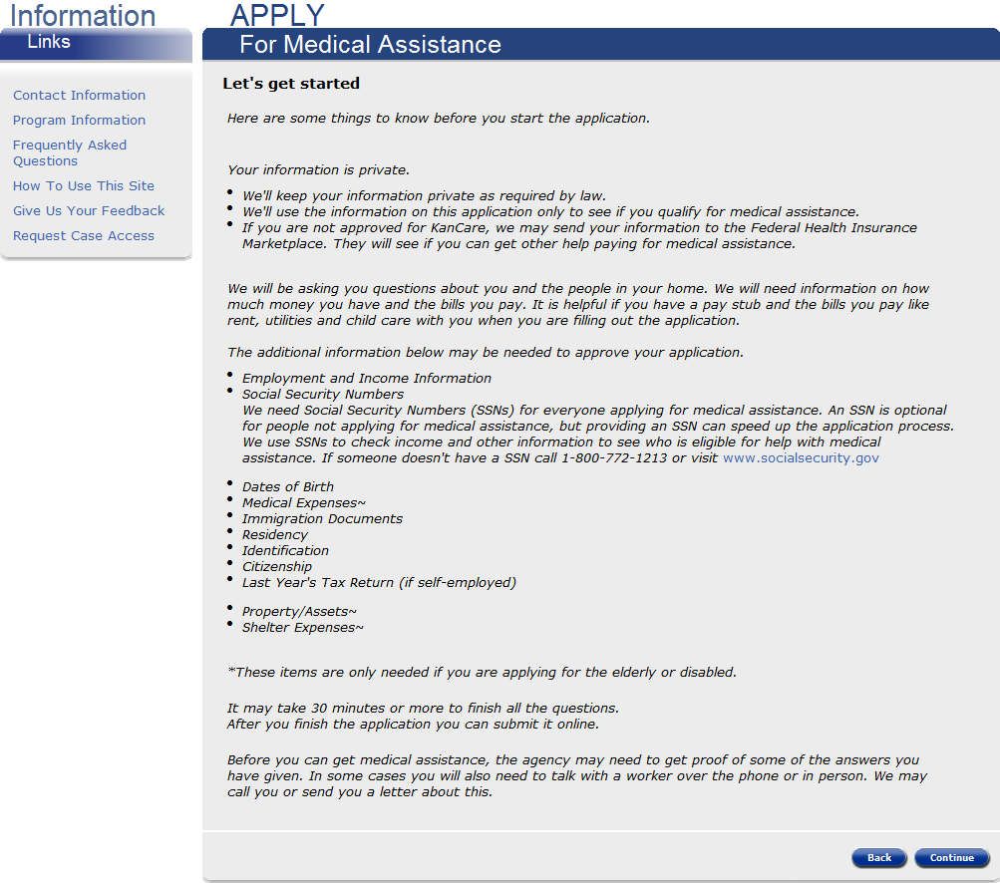 Information
Links
Contact Information
Program Information
Frequently Asked
Questions
How To Use This Site
Give Us Your Feedback
Request Case Access
APPLY
For Medical Assistance
Let's get started
Here are some things to know before you start the application.
Your information is private.
• We'll keep your information private as required by law.
• We'll use the information on this application only to see if you qualify for medical assistance.
• If you are not approved for KanCare, we may send your information to the Federal Health Insurance
Marketplace. They will see if you can get other help paying for medical assistance.
We will be asking you questions about you and the people in your home. We will need information on how
much money you have and the bills you pay. It is helpful if you have a pay stub and the bills you pay like
rent, utilities and child care with you when you are filling out the application.
The additional information below may be needed to approve your application.
• Employment and Income Information
• Social Security Numbers
We need Social Security Numbers (SSNs) for everyone applying for medical assistance. An SSN is optional
for people not applying for medical assistance, but providing an SSN can speed up the application process.
We use SSNs to check income and other information to see who is eligible for help with medical
assistance. If someone doesn't have a SSN call 1-800-772-1213 or visit www.socialsecurity.gov
• Dates of Birth
• Medical Expenses~
• Immigration Documents
• Residency
• Identification
• Citizenship
• Last Year's Tax Return (if self-employed)
• Property/Assets~
• Shelter Expenses~
*These items are only needed if you are applying for the elderly or disabled.
It may take 30 minutes or more to finish all the questions.
After you finish the application you can submit it online.
Before you can get medical assistance, the agency may need to get proof of some of the answers you
have given. In some cases you will also need to talk with a worker over the phone or in person. We may
call you or send you a letter about this.
Back
Continue